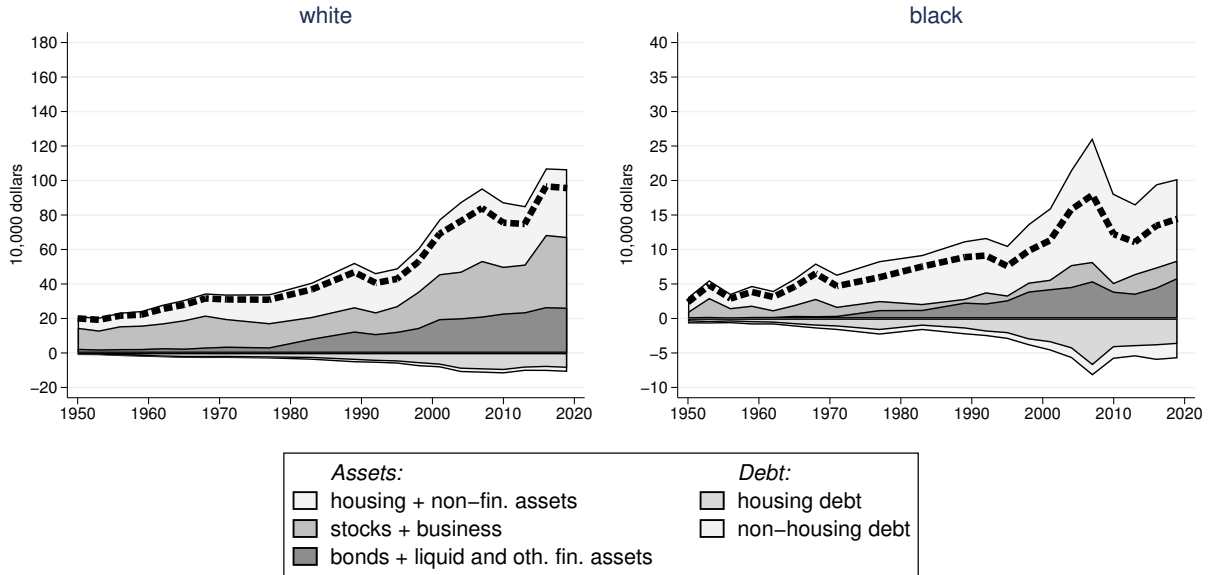 white
180
160
140
120
100
80
60
40
20
0
−20
10,000 dollars
1950 1960 1970 1980 1990 2000 2010 2020
black
40
35
30
25
20
15
10
5
0
−5
−10
10,000 dollars
1950 1960 1970 1980 1990 2000 2010 2020
Assets:
housing + non−fin. assets
stocks + business
bonds + liquid and oth. fin. assets
Debt:
housing debt
non−housing debt